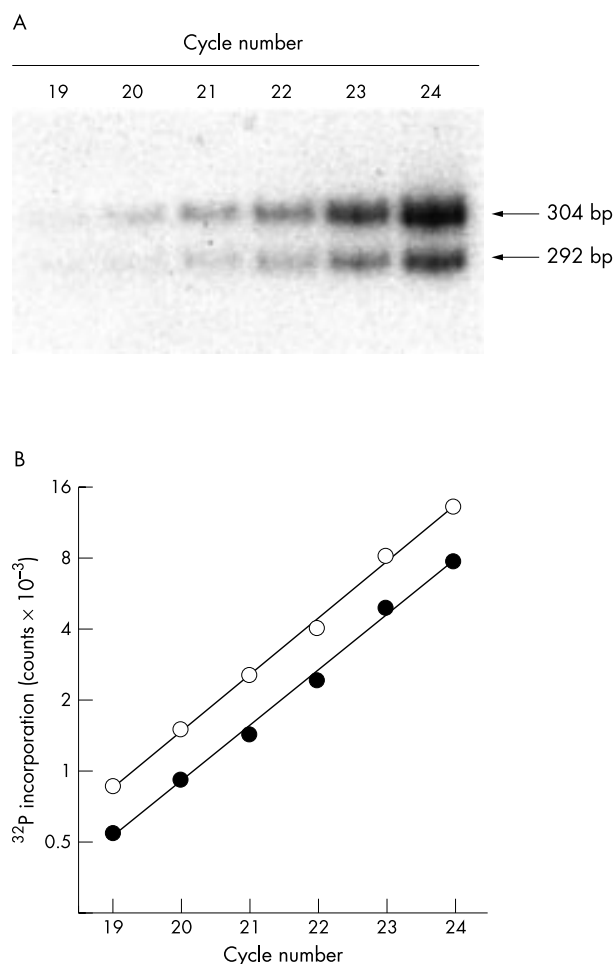 A
Cycle number
19 20 21 22 23 24
304 bp
292 bp
B
16
8
4
2
1
0.5
³²P incorporation (counts × 10⁻³)
19 20 21 22 23 24
Cycle number